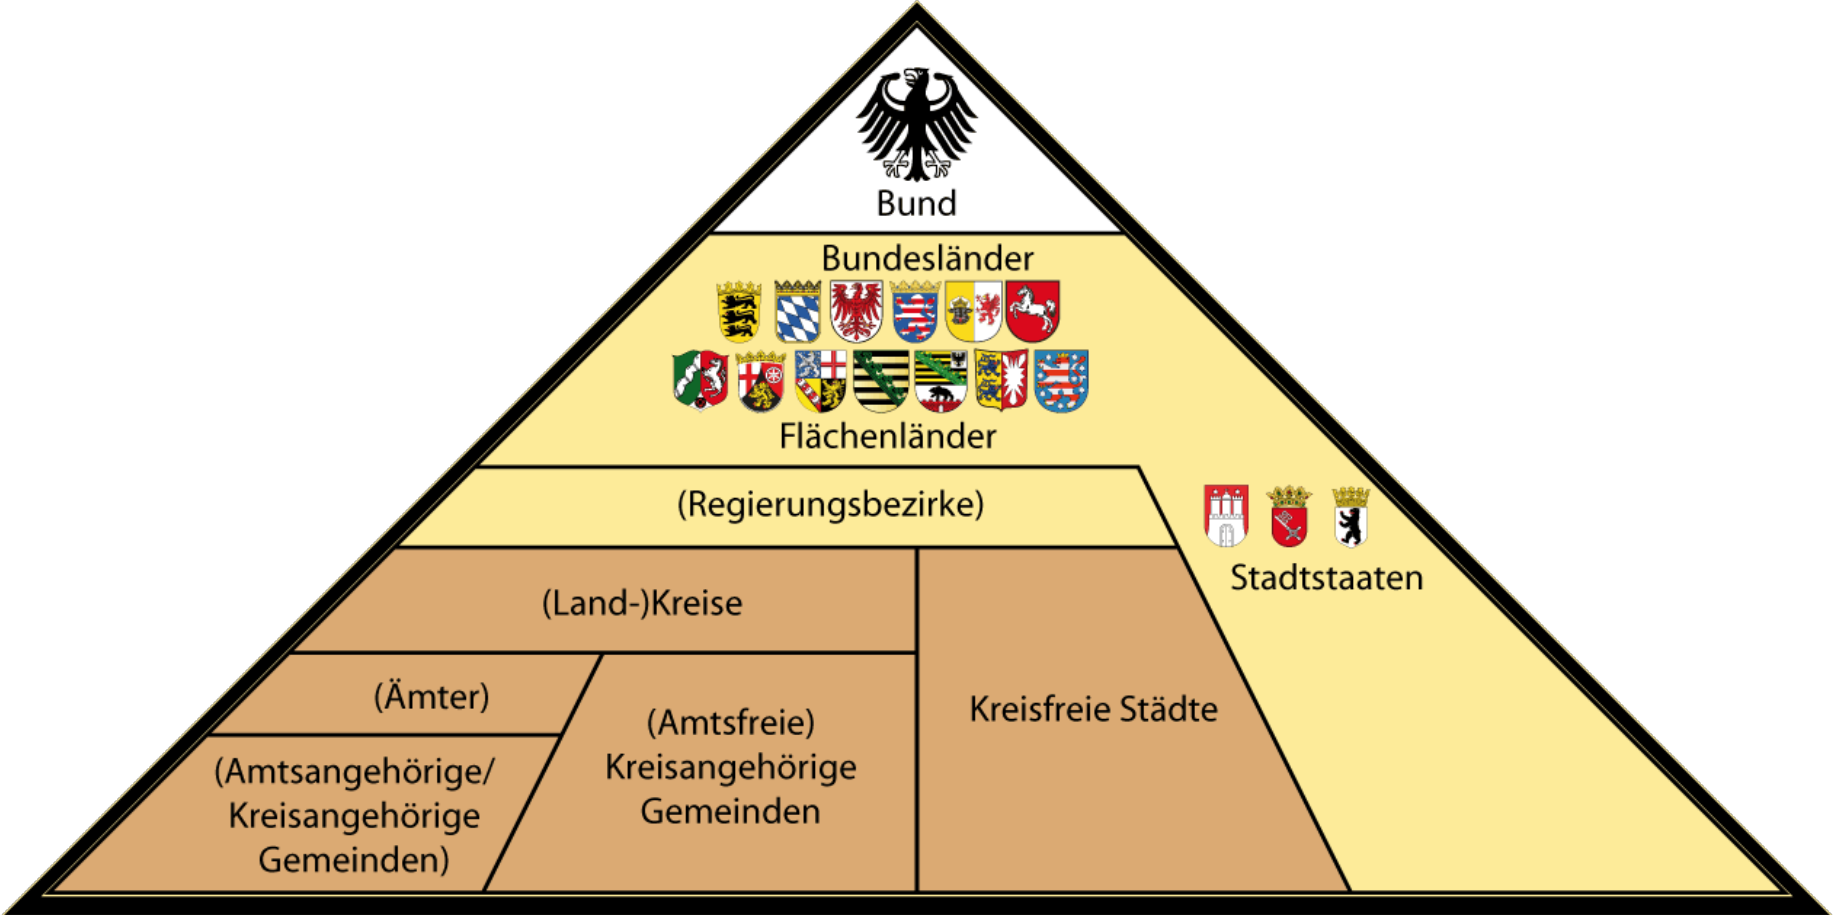 Bund
Bundesländer
Flächenländer
(Regierungsbezirke)
Stadtstaaten
(Land-)Kreise
(Ämter)
(Amtsangehörige/
Kreisangehörige
Gemeinden)
(Amtsfreie)
Kreisangehörige
Gemeinden
Kreisfreie Städte